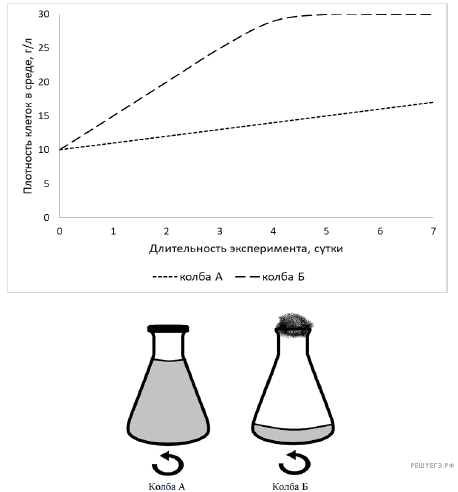 30
25
20
15
10
5
0
Плотность клеток в среде, г/л
0 1 2 3 4 5 6 7
Длительность эксперимента, сутки
колба А колба Б
Колба А Колба Б
РЕШУЕГЭ.РФ